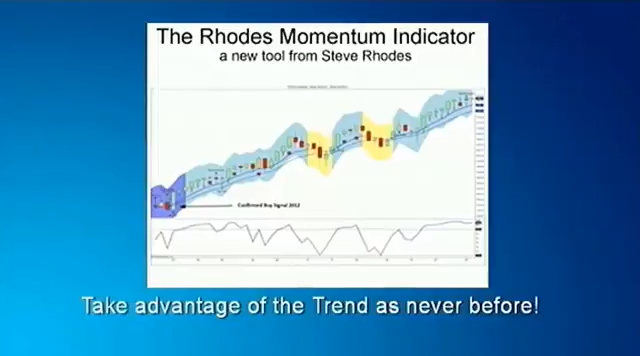 The Rhodes Momentum Indicator
a new tool from Steve Rhodes
Confirmed Buy Signal 2012
Take advantage of the Trend as never before!